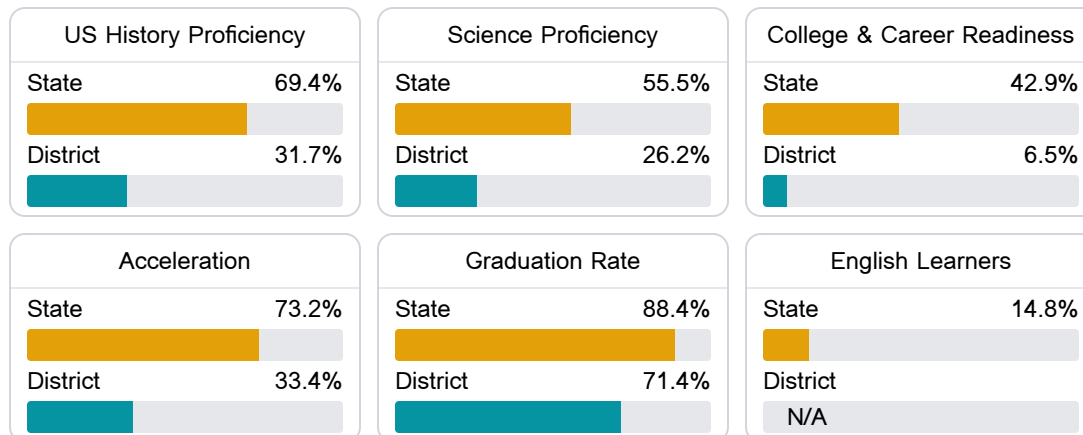 US History Proficiency
State 69.4%
District 31.7%
Science Proficiency
State 55.5%
District 26.2%
College & Career Readiness
State 42.9%
District 6.5%
Acceleration
State 73.2%
District 33.4%
Graduation Rate
State 88.4%
District 71.4%
English Learners
State 14.8%
District
N/A